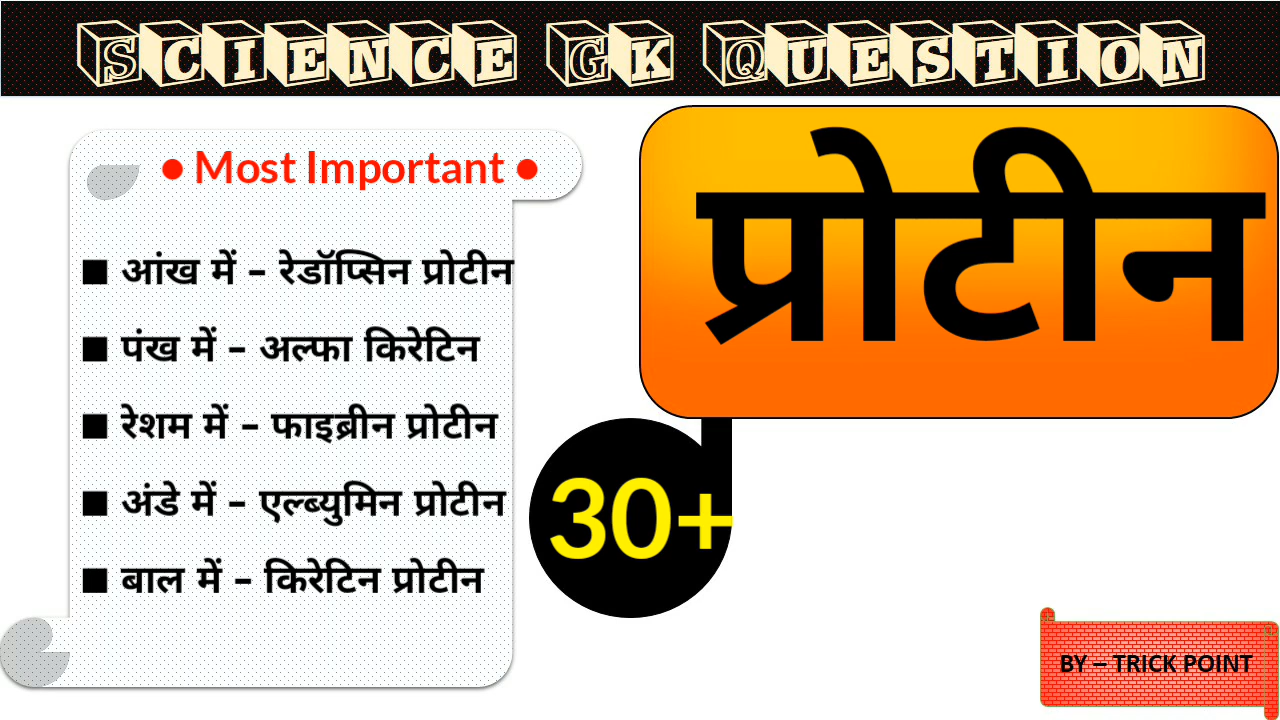 SCIENCE GK QUESTION
● Most Important ●
■ आंख में – रेडॉप्सिन प्रोटीन
■ पंख में – अल्फा किरेटिन
■ रेशम में – फाइब्रीन प्रोटीन
■ अंडे में – एल्ब्युमिन प्रोटीन
■ बाल में – किरेटिन प्रोटीन
प्रोटीन
30+
BY – TRICK POINT